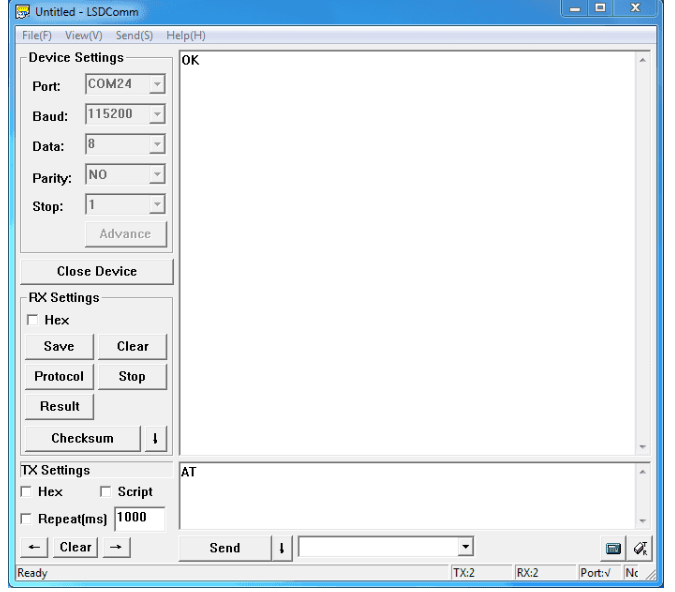 Untitled - LSDComm
File(F) View(V) Send(S) Help(H)
Device Settings
Port: COM24
Baud: 115200
Data: 8
Parity: NO
Stop: 1
Advance
Close Device
RX Settings
Hex
Save Clear
Protocol Stop
Result
Checksum ↓
OK
TX Settings
Hex Script
Repeat(ms) 1000
← Clear →
AT
Send ↓
Ready TX:2 RX:2 Port:√